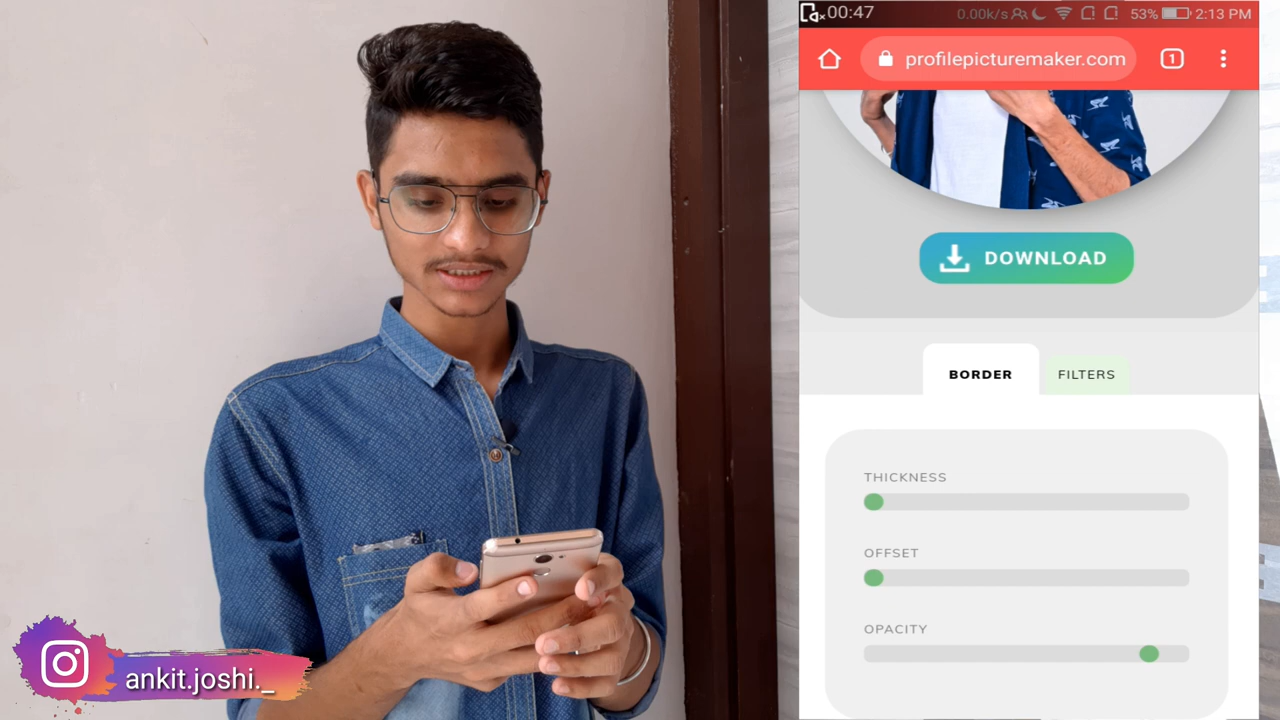 00:47
0.00k/s
53%
2:13 PM
profilepicturemaker.com
1
DOWNLOAD
BORDER
FILTERS
THICKNESS
OFFSET
OPACITY
ankit.joshi._